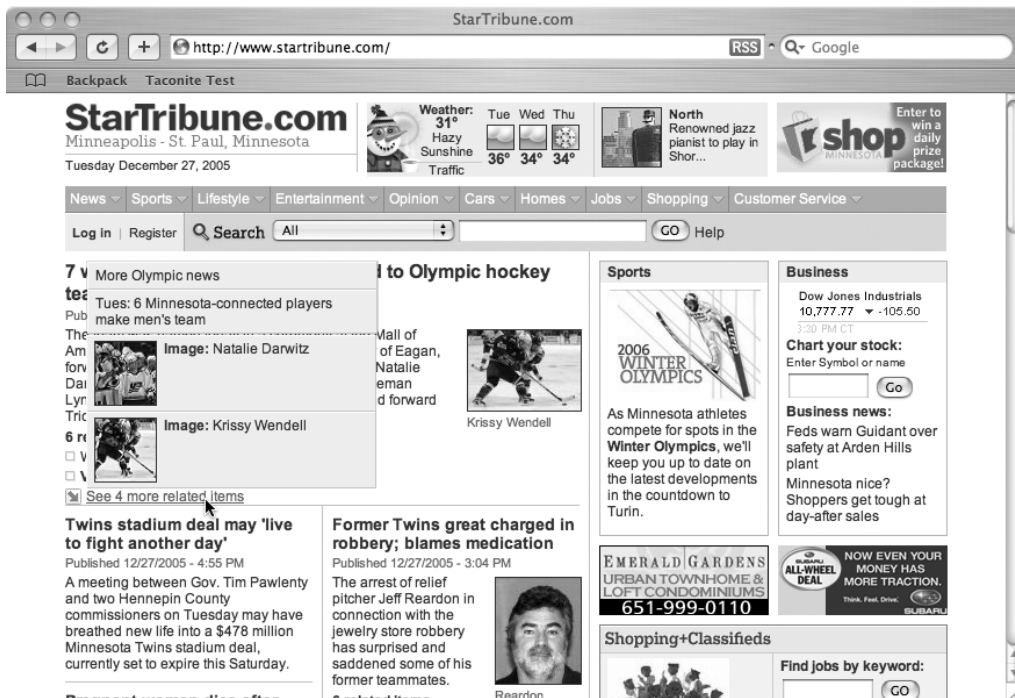 StarTribune.com
http://www.startribune.com/
RSS
Google
Backpack Taconite Test
StarTribune.com
Minneapolis - St. Paul, Minnesota
Tuesday December 27, 2005
Weather:
31°
Hazy
Sunshine
Traffic
Tue Wed Thu
36° 34° 34°
North
Renowned jazz
pianist to play in
Shor...
shop
MINNESOTA
Enter to
win a
daily
prize
package!
News Sports Lifestyle Entertainment Opinion Cars Homes Jobs Shopping Customer Service
Log in | Register Search All GO Help
7 to Olympic hockey
More Olympic news
Tues: 6 Minnesota-connected players
make men's team
Image: Natalie Darwitz
Image: Krissy Wendell
Mall of
of Eagan,
Natalie
d forward
Krissy Wendell
See 4 more related items
Twins stadium deal may 'live
to fight another day'
Published 12/27/2005 - 4:55 PM
A meeting between Gov. Tim Pawlenty
and two Hennepin County
commissioners on Tuesday may have
breathed new life into a $478 million
Minnesota Twins stadium deal,
currently set to expire this Saturday.
Former Twins great charged in
robbery; blames medication
Published 12/27/2005 - 3:04 PM
The arrest of relief
pitcher Jeff Reardon in
connection with the
jewelry store robbery
has surprised and
saddened some of his
former teammates.
Reardon
Sports
2006
WINTER
OLYMPICS
As Minnesota athletes
compete for spots in the
Winter Olympics, we'll
keep you up to date on
the latest developments
in the countdown to
Turin.
Business
Dow Jones Industrials
10,777.77 -105.50
3:30 PM CT
Chart your stock:
Enter Symbol or name
Go
Business news:
Feds warn Guidant over
safety at Arden Hills
plant
Minnesota nice?
Shoppers get tough at
day-after sales
EMERALD GARDENS
URBAN TOWNHOME &
LOFT CONDOMINIUMS
651-999-0110
SUBARU
ALL-WHEEL
DEAL
NOW EVEN YOUR
MONEY HAS
MORE TRACTION.
Think. Feel. Drive.
SUBARU
Shopping+Classifieds
Find jobs by keyword:
GO